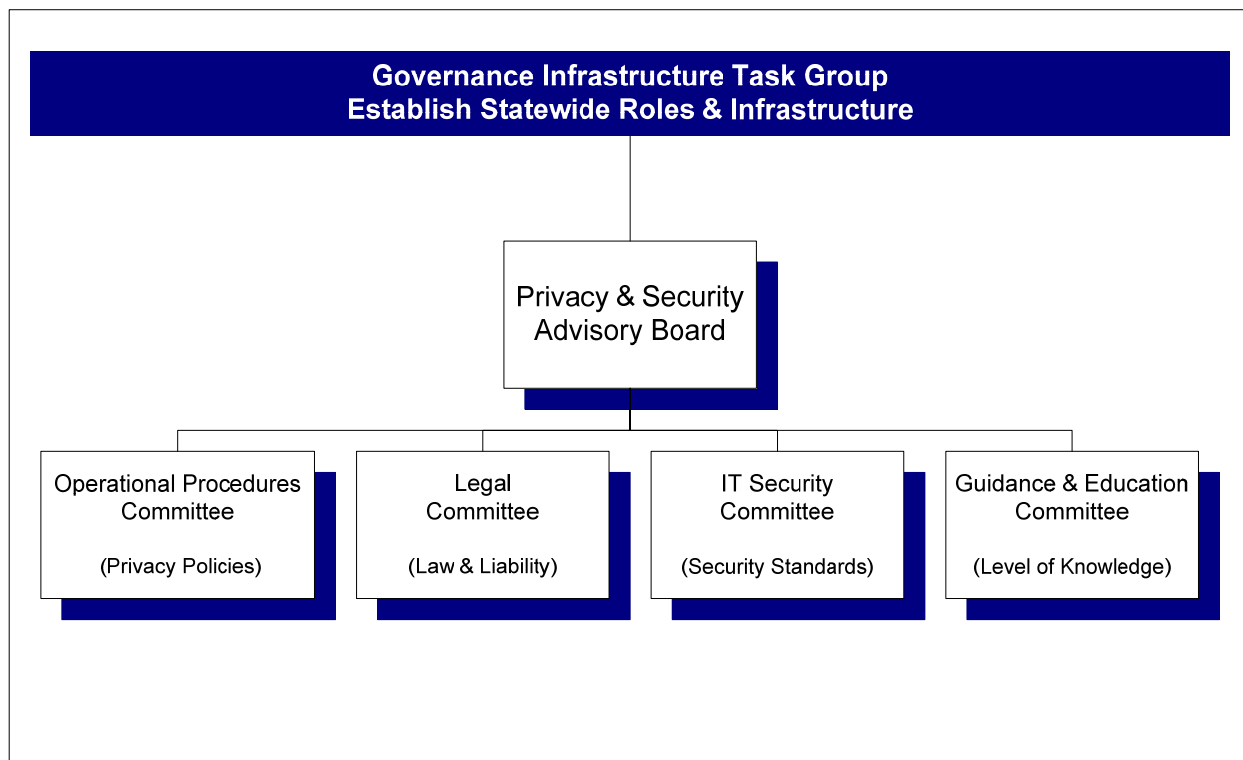 Governance Infrastructure Task Group
Establish Statewide Roles & Infrastructure
Privacy & Security
Advisory Board
Operational Procedures
Committee
(Privacy Policies)
Legal
Committee
(Law & Liability)
IT Security
Committee
(Security Standards)
Guidance & Education
Committee
(Level of Knowledge)